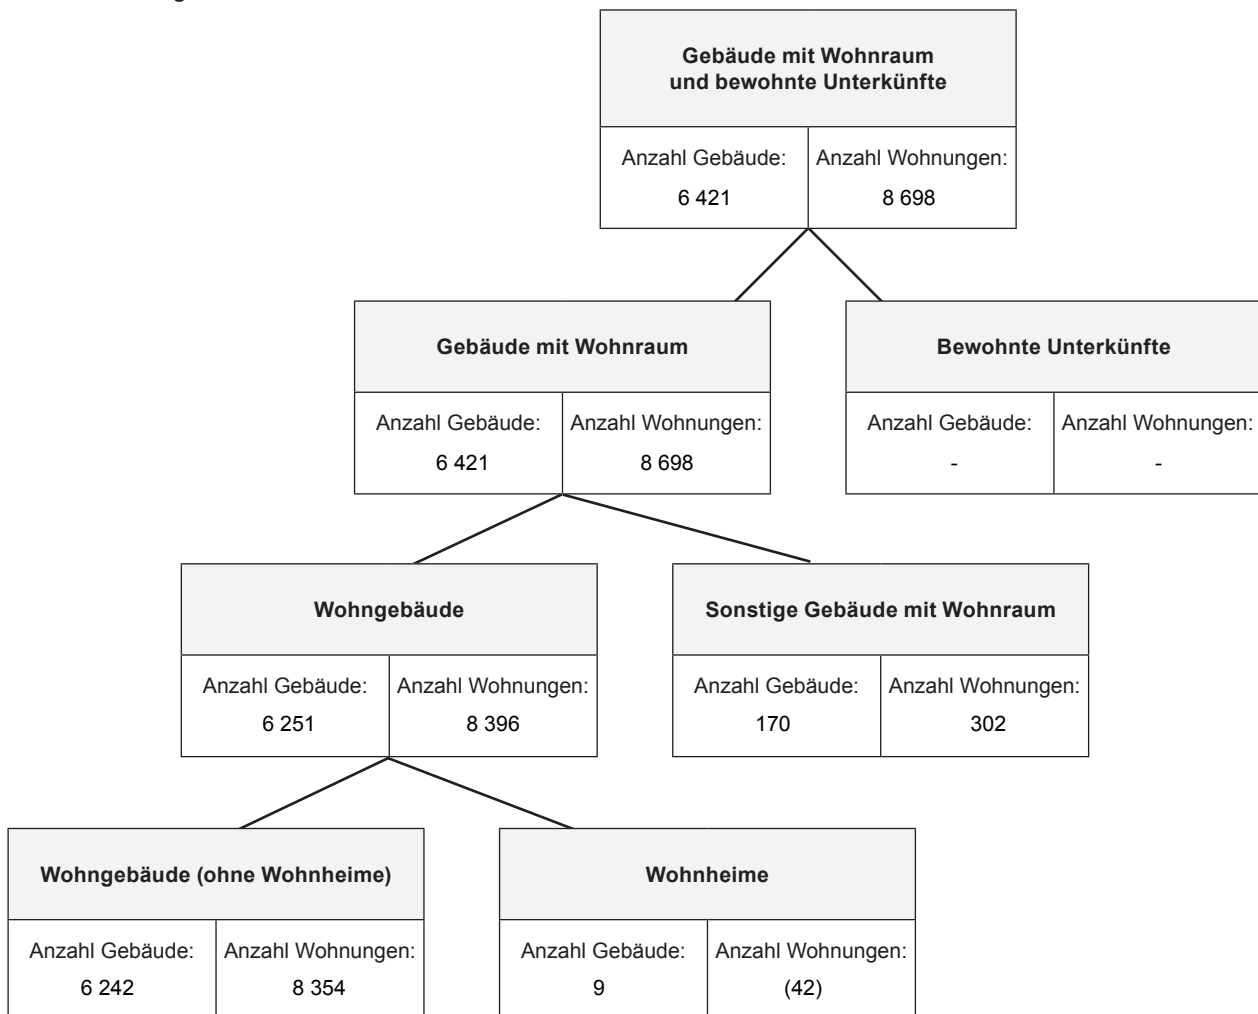 Gebäude mit Wohnraum
und bewohnte Unterkünfte
Anzahl Gebäude: Anzahl Wohnungen:
6 421 8 698
Gebäude mit Wohnraum Bewohnte Unterkünfte
Anzahl Gebäude: Anzahl Wohnungen: Anzahl Gebäude: Anzahl Wohnungen:
6 421 8 698 - -
Wohngebäude Sonstige Gebäude mit Wohnraum
Anzahl Gebäude: Anzahl Wohnungen: Anzahl Gebäude: Anzahl Wohnungen:
6 251 8 396 170 302
Wohngebäude (ohne Wohnheime) Wohnheime
Anzahl Gebäude: Anzahl Wohnungen: Anzahl Gebäude: Anzahl Wohnungen:
6 242 8 354 9 (42)